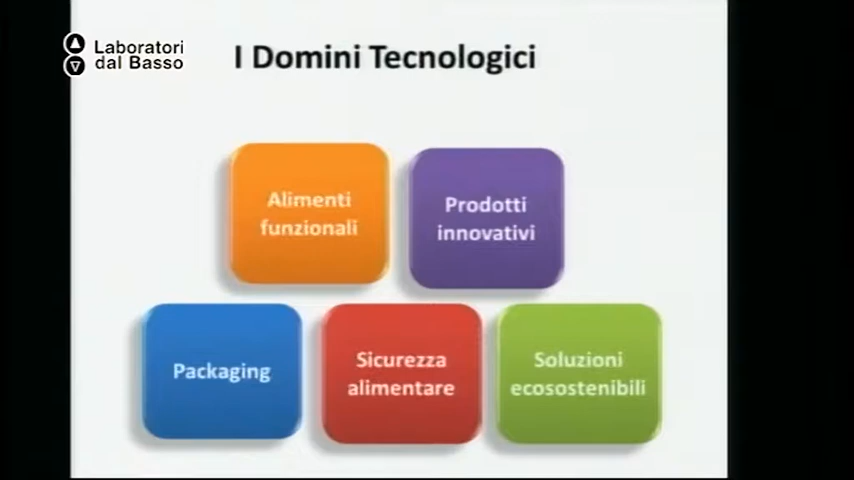 Laboratori
dal Basso
I Domini Tecnologici
Alimenti
funzionali
Prodotti
innovativi
Packaging
Sicurezza
alimentare
Soluzioni
ecosostenibili